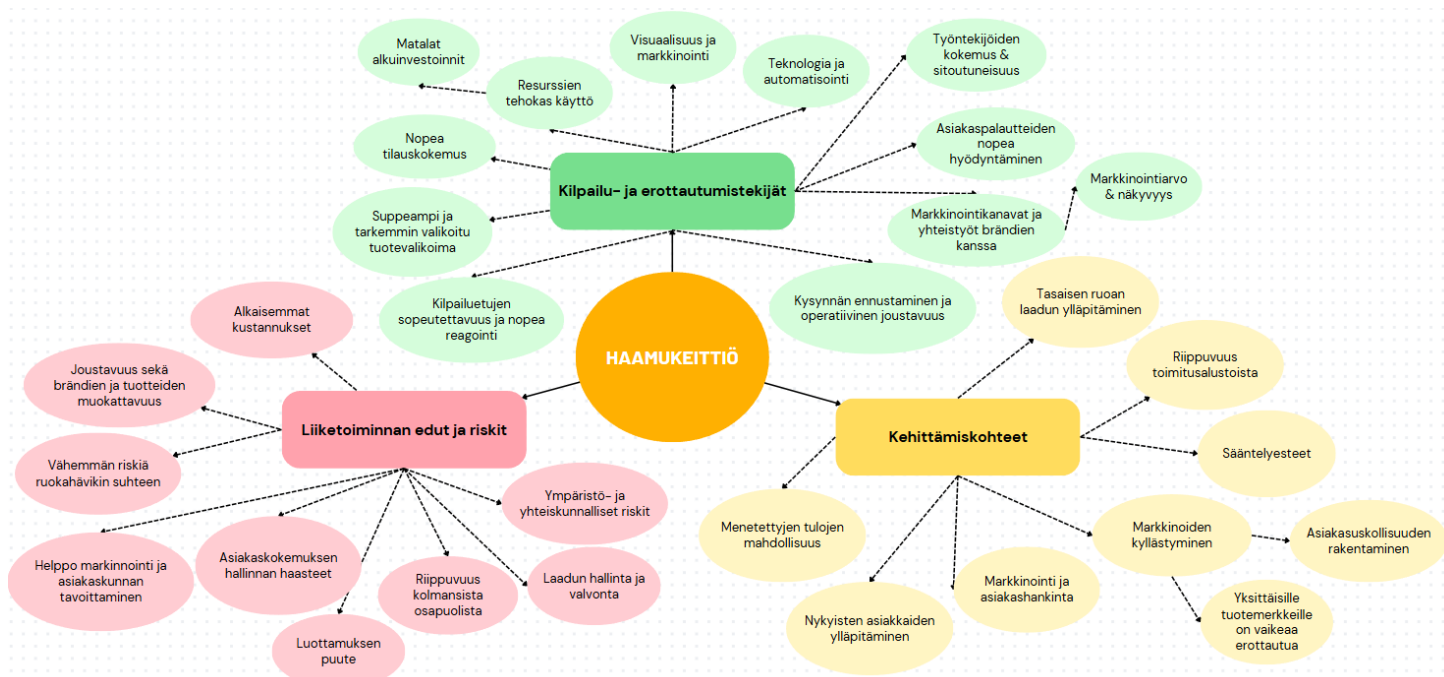 Matalat
alkuinvestoinnit
Resurssien
tehokas käyttö
Visuaalisuus ja
markkinointi
Teknologia ja
automatisointi
Työntekijöiden
kokemus &
sitoutuneisuus
Nopea
tilauskokemus
Asiakaspalautteiden
nopea
hyödyntäminen
Kilpailu- ja erottautumistekijät
Markkinointiarvo
& näkyvyys
Suppeampi ja
tarkemmin valikoitu
tuotevalikoima
Markkinointikanavat ja
yhteistyöt brändien
kanssa
Kilpailuetujen
sopeutettavuus ja nopea
reagointi
Kysynnän ennustaminen ja
operatiivinen joustavuus
HAAMUKEITTIÖ
Alkaisemmat
kustannukset
Joustavuus sekä
brändien ja tuotteiden
muokattavuus
Liiketoiminnan edut ja riskit
Vähemmän riskiä
ruokahävikin suhteen
Helppo markinnointi ja
asiakaskunnan
tavoittaminen
Asiakaskokemuksen
hallinnan haasteet
Luottamuksen
puute
Riippuvuus
kolmansista
osapuolista
Laadun hallinta ja
valvonta
Ympäristö- ja
yhteiskunnalliset riskit
Tasaisen ruoan
laadun ylläpitäminen
Riippuvuus
toimitusalustoista
Kehittämiskohteet
Sääntelyesteet
Menetettyjen tulojen
mahdollisuus
Nykyisten asiakkaiden
ylläpitäminen
Markkinointi ja
asiakashankinta
Markkinoiden
kyllästyminen
Asiakasuskollisuuden
rakentaminen
Yksittäisille
tuotemerkkeille
on vaikeaa
erottautua